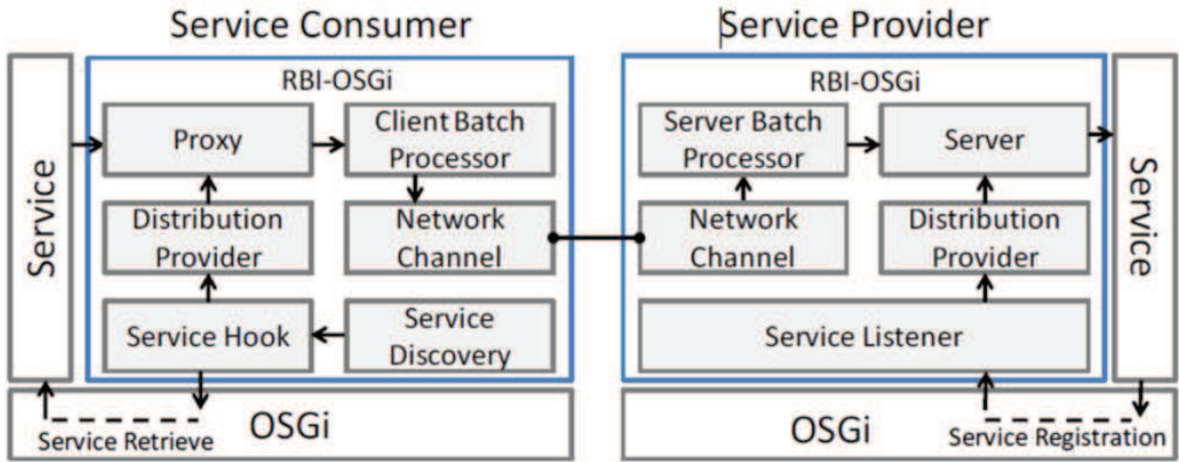 Service Consumer
Service Provider
Service
RBI-OSGi
Proxy
Client Batch
Processor
Distribution
Provider
Network
Channel
Service Hook
Service
Discovery
OSGi
Service Retrieve
RBI-OSGi
Server Batch
Processor
Server
Network
Channel
Distribution
Provider
Service Listener
Service
OSGi
Service Registration